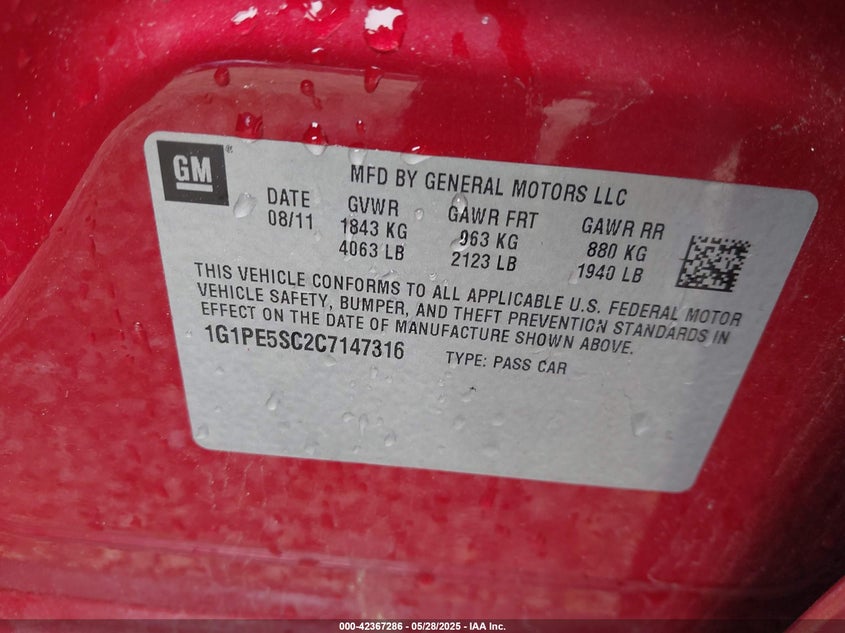 GM®
MFD BY GENERAL MOTORS LLC
DATE GVWR GAWR FRT GAWR RR
08/11 1843 KG 963 KG 880 KG
4063 LB 2123 LB 1940 LB
THIS VEHICLE CONFORMS TO ALL APPLICABLE U.S. FEDERAL MOTOR
VEHICLE SAFETY, BUMPER, AND THEFT PREVENTION STANDARDS IN
EFFECT ON THE DATE OF MANUFACTURE SHOWN ABOVE.
1G1PE5SC2C7147316 TYPE: PASS CAR
000-42367286 - 05/28/2025 - IAA Inc.